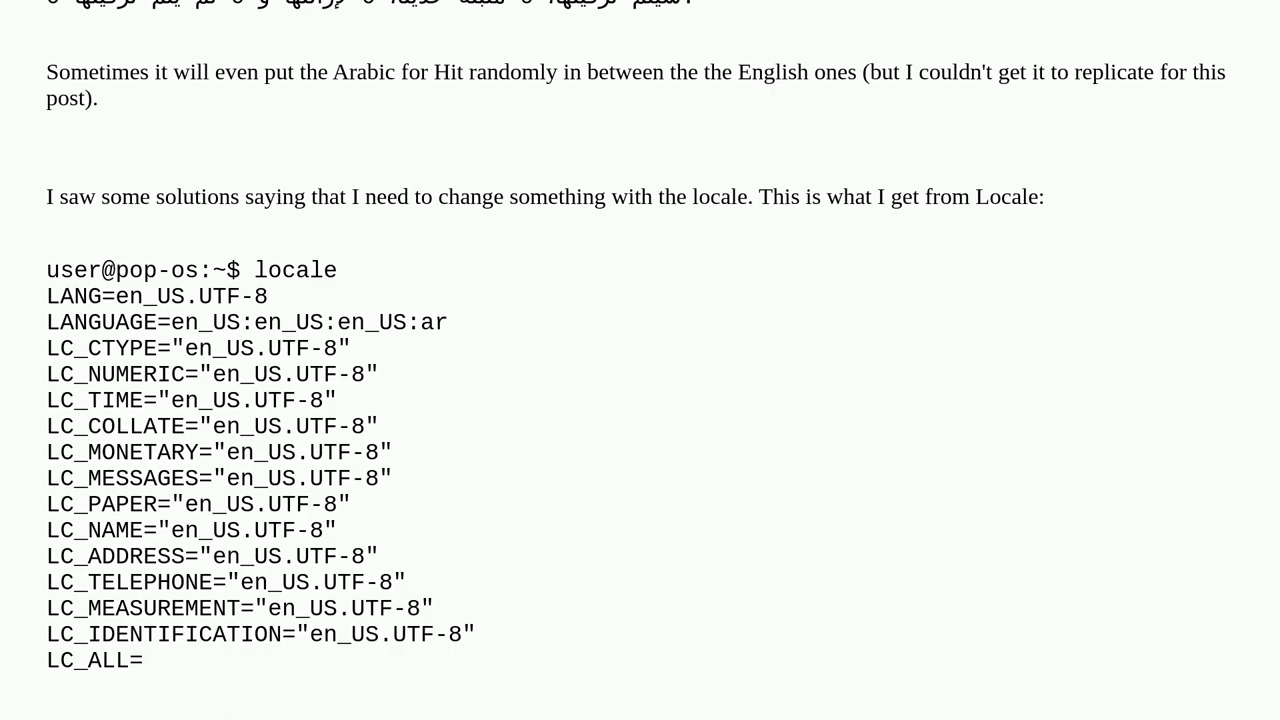 Sometimes it will even put the Arabic for Hit randomly in between the the English ones (but I couldn't get it to replicate for this
post).
I saw some solutions saying that I need to change something with the locale. This is what I get from Locale:
user@pop-os:~$ locale
LANG=en_US.UTF-8
LANGUAGE=en_US:en_US:en_US:ar
LC_CTYPE="en_US.UTF-8"
LC_NUMERIC="en_US.UTF-8"
LC_TIME="en_US.UTF-8"
LC_COLLATE="en_US.UTF-8"
LC_MONETARY="en_US.UTF-8"
LC_MESSAGES="en_US.UTF-8"
LC_PAPER="en_US.UTF-8"
LC_NAME="en_US.UTF-8"
LC_ADDRESS="en_US.UTF-8"
LC_TELEPHONE="en_US.UTF-8"
LC_MEASUREMENT="en_US.UTF-8"
LC_IDENTIFICATION="en_US.UTF-8"
LC_ALL=